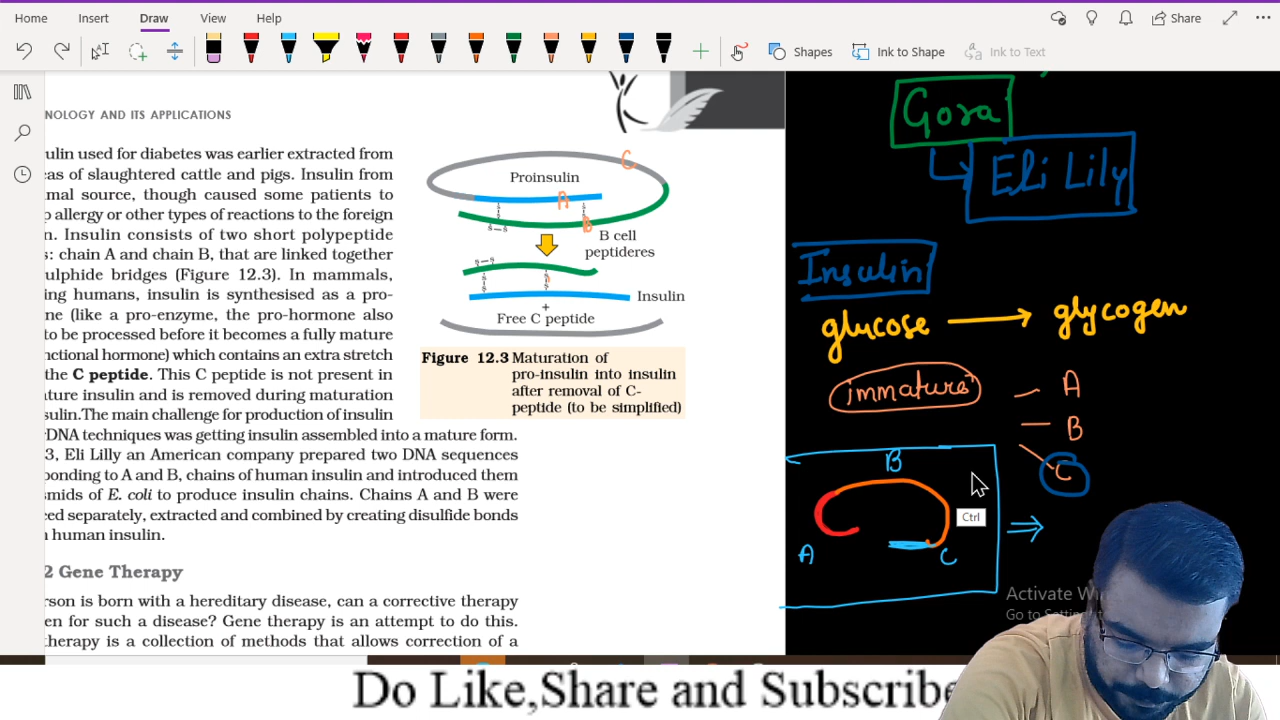 Home Insert Draw View Help
Share
Shapes Ink to Shape Ink to Text
NOLOGY AND ITS APPLICATIONS
ulin used for diabetes was earlier extracted from
eas of slaughtered cattle and pigs. Insulin from
mal source, though caused some patients to
p allergy or other types of reactions to the foreign
n. Insulin consists of two short polypeptide
s: chain A and chain B, that are linked together
ulphide bridges (Figure 12.3). In mammals,
ing humans, insulin is synthesised as a pro-
ne (like a pro-enzyme, the pro-hormone also
to be processed before it becomes a fully mature
nctional hormone) which contains an extra stretch
the C peptide. This C peptide is not present in
ature insulin and is removed during maturation
sulin.The main challenge for production of insulin
rDNA techniques was getting insulin assembled into a mature form.
3, Eli Lilly an American company prepared two DNA sequences
ponding to A and B, chains of human insulin and introduced them
smids of E. coli to produce insulin chains. Chains A and B were
ced separately, extracted and combined by creating disulfide bonds
n human insulin.
2 Gene Therapy
rson is born with a hereditary disease, can a corrective therapy
en for such a disease? Gene therapy is an attempt to do this.
therapy is a collection of methods that allows correction of a
C
Proinsulin
A
B
s–s
B cell
peptideres
s–s
Insulin
+
Free C peptide
Figure 12.3 Maturation of
pro-insulin into insulin
after removal of C-
peptide (to be simplified)
Gora
Eli Lily
Insulin
glucose → glycogen
immature
A
B
C
B
A
C
Ctrl
⇒
Activate Wi
Go to Setti
Do Like,Share and Subscribe